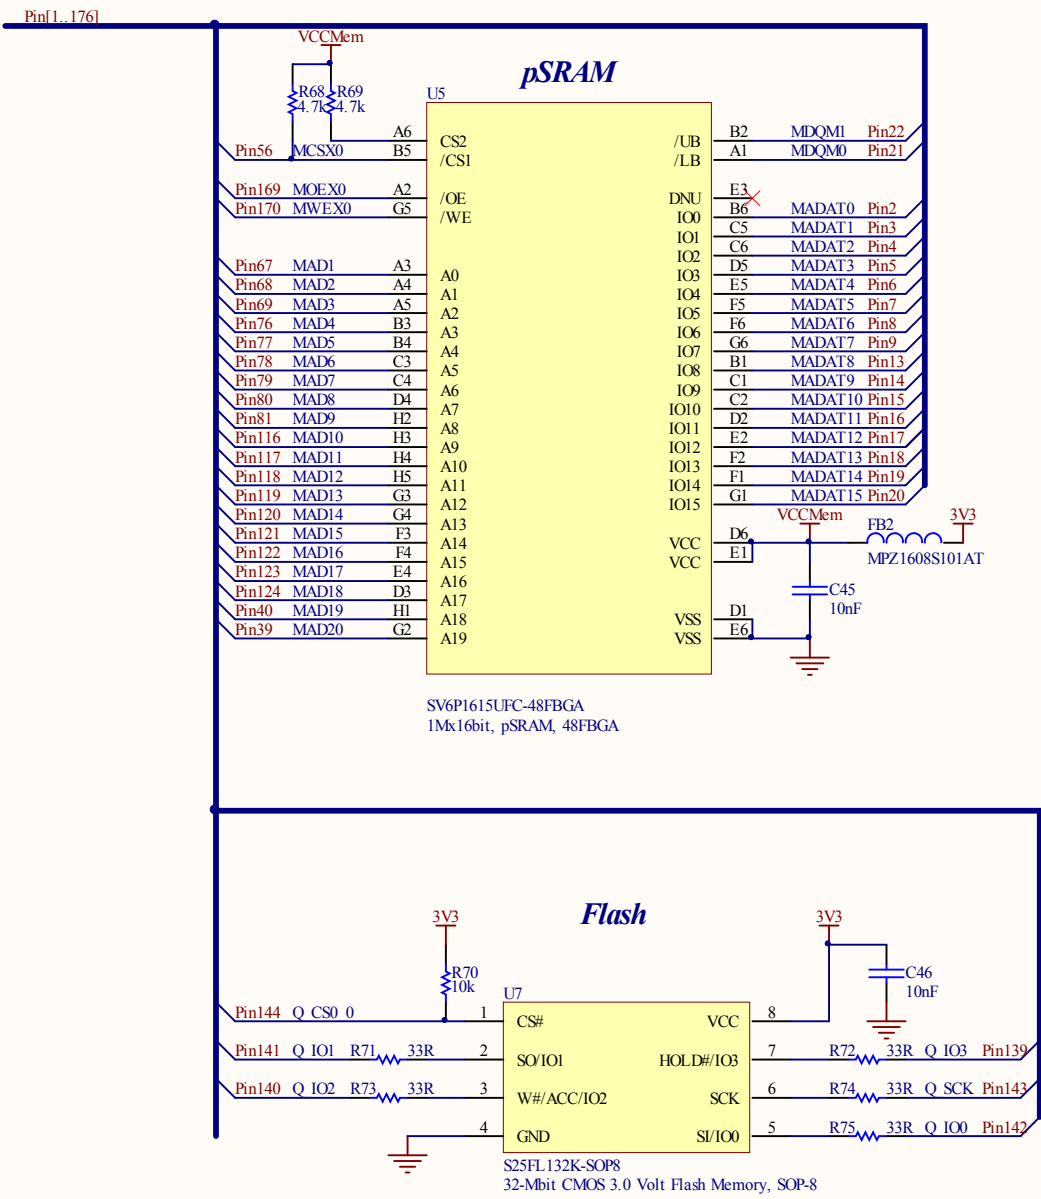 Pin[1..176]
VCCMem
pSRAM
R68 R69
4.7k 4.7k
U5
A6 CS2 /UB B2 MDQM1 Pin22
Pin56 MCSX0 B5 /CS1 /LB A1 MDQM0 Pin21
Pin169 MOEX0 A2 /OE DNU E3
Pin170 MWEX0 G5 /WE IO0 B6 MADAT0 Pin2
IO1 C5 MADAT1 Pin3
IO2 C6 MADAT2 Pin4
Pin67 MAD1 A3 A0 IO3 D5 MADAT3 Pin5
Pin68 MAD2 A4 A1 IO4 E5 MADAT4 Pin6
Pin69 MAD3 A5 A2 IO5 F5 MADAT5 Pin7
Pin76 MAD4 B3 A3 IO6 F6 MADAT6 Pin8
Pin77 MAD5 B4 A4 IO7 G6 MADAT7 Pin9
Pin78 MAD6 C3 A5 IO8 B1 MADAT8 Pin13
Pin79 MAD7 C4 A6 IO9 C1 MADAT9 Pin14
Pin80 MAD8 D4 A7 IO10 C2 MADAT10 Pin15
Pin81 MAD9 H2 A8 IO11 D2 MADAT11 Pin16
Pin116 MAD10 H3 A9 IO12 E2 MADAT12 Pin17
Pin117 MAD11 H4 A10 IO13 F2 MADAT13 Pin18
Pin118 MAD12 H5 A11 IO14 F1 MADAT14 Pin19
Pin119 MAD13 G3 A12 IO15 G1 MADAT15 Pin20
Pin120 MAD14 G4 A13 VCCMem FB2 3V3
Pin121 MAD15 F3 A14 VCC D6
Pin122 MAD16 F4 A15 VCC E1 MPZ1608S101AT
Pin123 MAD17 E4 A16
Pin124 MAD18 D3 A17 C45
Pin40 MAD19 H1 A18 VSS D1 10nF
Pin39 MAD20 G2 A19 VSS E6
SV6P1615UFC-48FBGA
1Mx16bit, pSRAM, 48FBGA
Flash
3V3 3V3
R70 C46
10k 10nF
U7
Pin144 Q CS0 0 1 CS# VCC 8
Pin141 Q IO1 R71 33R 2 SO/IO1 HOLD#/IO3 7 R72 33R Q IO3 Pin139
Pin140 Q IO2 R73 33R 3 W#/ACC/IO2 SCK 6 R74 33R Q SCK Pin143
4 GND SI/IO0 5 R75 33R Q IO0 Pin142
S25FL132K-SOP8
32-Mbit CMOS 3.0 Volt Flash Memory, SOP-8